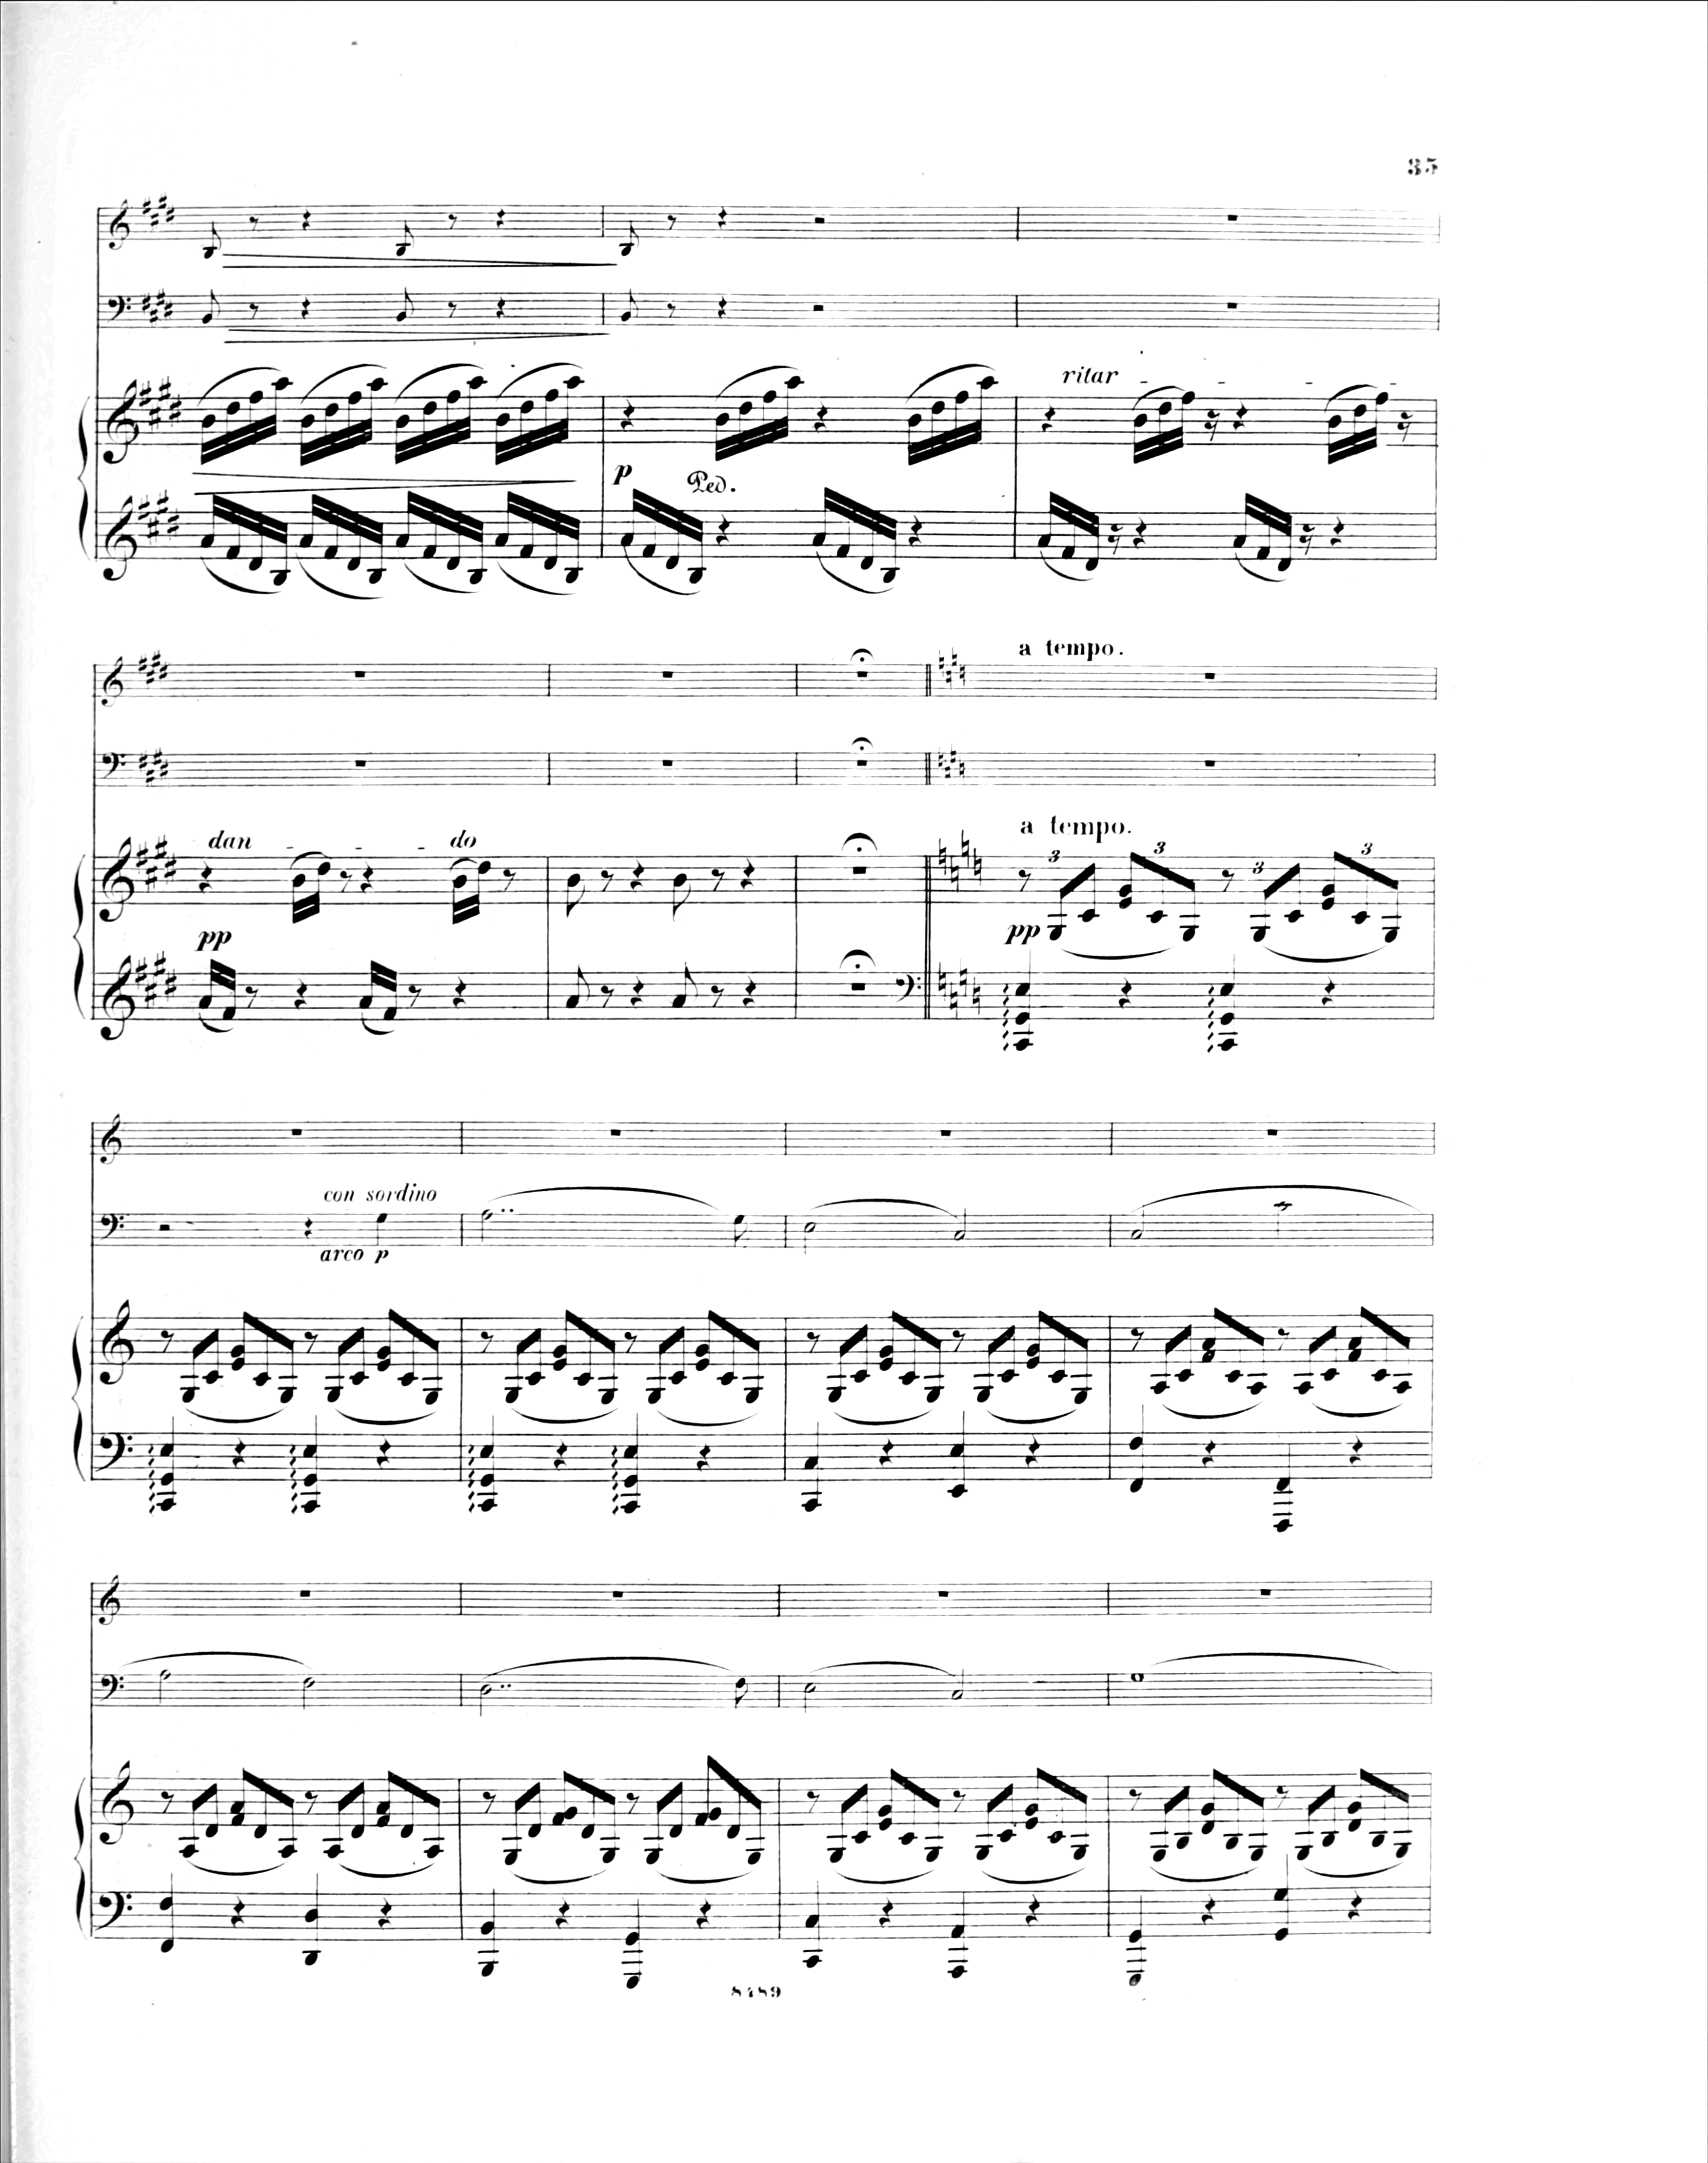 35
ritar - - - -
p
Ped.
a tempo.
dan - - - do
a tempo.
3 3 3 3
pp pp
con sordino
arco p
8489